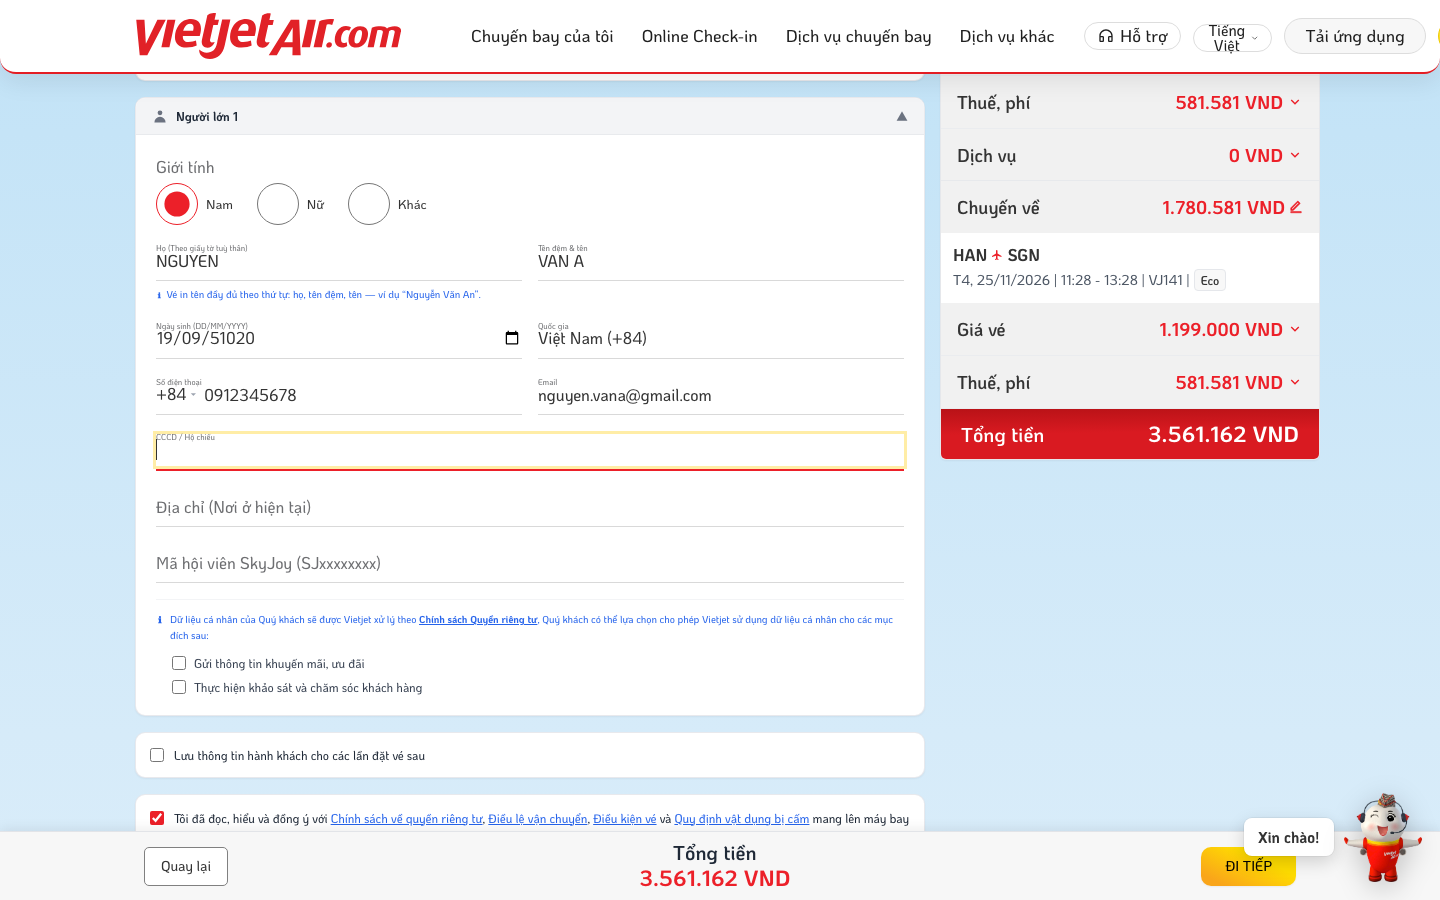 vietjetAir.com
Chuyến bay của tôi
Online Check-in
Dịch vụ chuyến bay
Dịch vụ khác
Hỗ trợ
Tiếng Việt
Tải ứng dụng
Người lớn 1
Giới tính
Nam
Nữ
Khác
Họ (Theo giấy tờ tuỳ thân)
NGUYEN
Tên đệm & tên
VAN A
Vé in tên đầy đủ theo thứ tự: họ, tên đệm, tên — ví dụ “Nguyễn Văn An”.
Ngày sinh (DD/MM/YYYY)
19/09/51020
Quốc gia
Việt Nam (+84)
Số điện thoại
+84 0912345678
Email
nguyen.vana@gmail.com
CCCD / Hộ chiếu
Địa chỉ (Nơi ở hiện tại)
Mã hội viên SkyJoy (SJxxxxxxxx)
Dữ liệu cá nhân của Quý khách sẽ được Vietjet xử lý theo Chính sách Quyền riêng tư, Quý khách có thể lựa chọn cho phép Vietjet sử dụng dữ liệu cá nhân cho các mục
đích sau:
Gửi thông tin khuyến mãi, ưu đãi
Thực hiện khảo sát và chăm sóc khách hàng
Lưu thông tin hành khách cho các lần đặt vé sau
Tôi đã đọc, hiểu và đồng ý với Chính sách về quyền riêng tư, Điều lệ vận chuyển, Điều kiện vé và Quy định vật dụng bị cấm mang lên máy bay
Thuế, phí 581.581 VND
Dịch vụ 0 VND
Chuyến về 1.780.581 VND
HAN SGN
T4, 25/11/2026 | 11:28 - 13:28 | VJ141 | Eco
Giá vé 1.199.000 VND
Thuế, phí 581.581 VND
Tổng tiền 3.561.162 VND
Quay lại
Tổng tiền
3.561.162 VND
ĐI TIẾP
Xin chào!